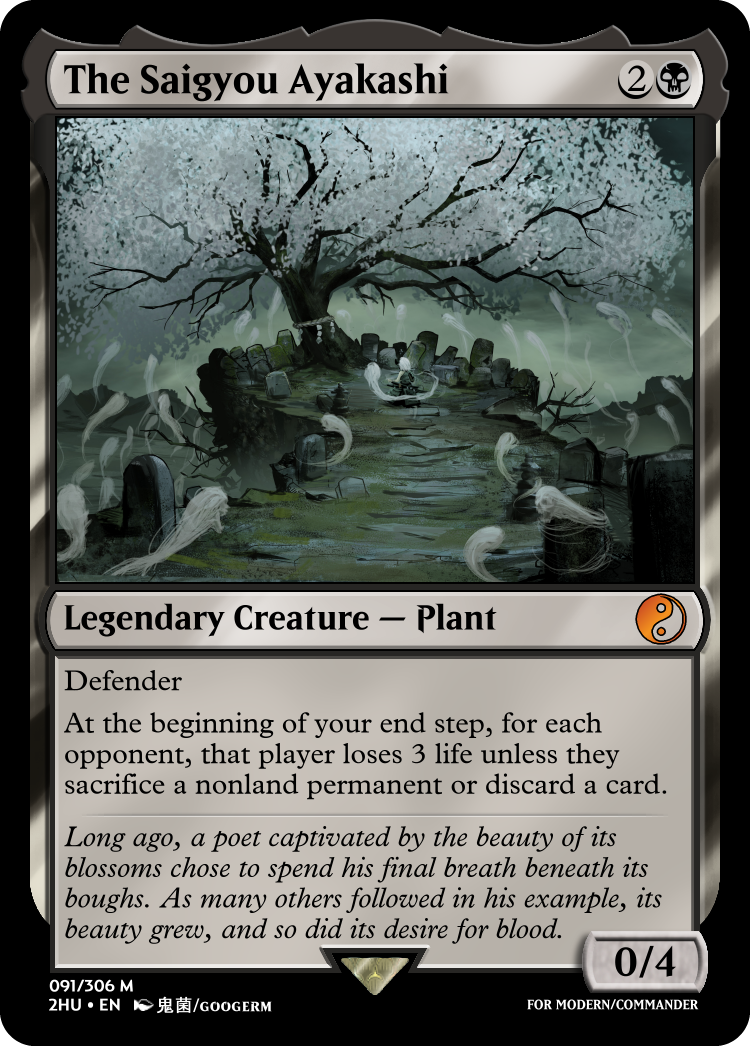 The Saigyou Ayakashi 2
Legendary Creature — Plant
Defender
At the beginning of your end step, for each
opponent, that player loses 3 life unless they
sacrifice a nonland permanent or discard a card.
Long ago, a poet captivated by the beauty of its
blossoms chose to spend his final breath beneath its
boughs. As many others followed in his example, its
beauty grew, and so did its desire for blood.
0/4
091/306 M
2HU • EN 鬼菌/GOOGERM
FOR MODERN/COMMANDER